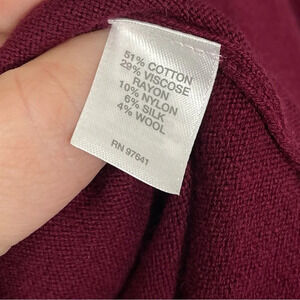 51% COTTON
29% VISCOSE
RAYON
10% NYLON
6% SILK
4% WOOL
RN 97641